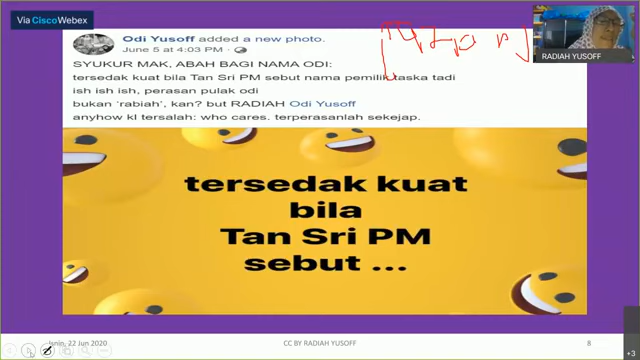 Via Cisco Webex
Odi Yusoff added a new photo.
June 5 at 4:03 PM
SYUKUR MAK, ABAH BAGI NAMA ODI:
tersedak kuat bila Tan Sri PM sebut nama pemilik taska tadi
ish ish ish, perasan pulak odi
bukan 'rabiah', kan? but RADIAH Odi Yusoff
anyhow kl tersalah: who cares. terperasanlah sekejap.
RADIAH YUSOFF
tersedak kuat
bila
Tan Sri PM
sebut ...
Isnin, 22 Jun 2020
CC BY RADIAH YUSOFF
8
+3